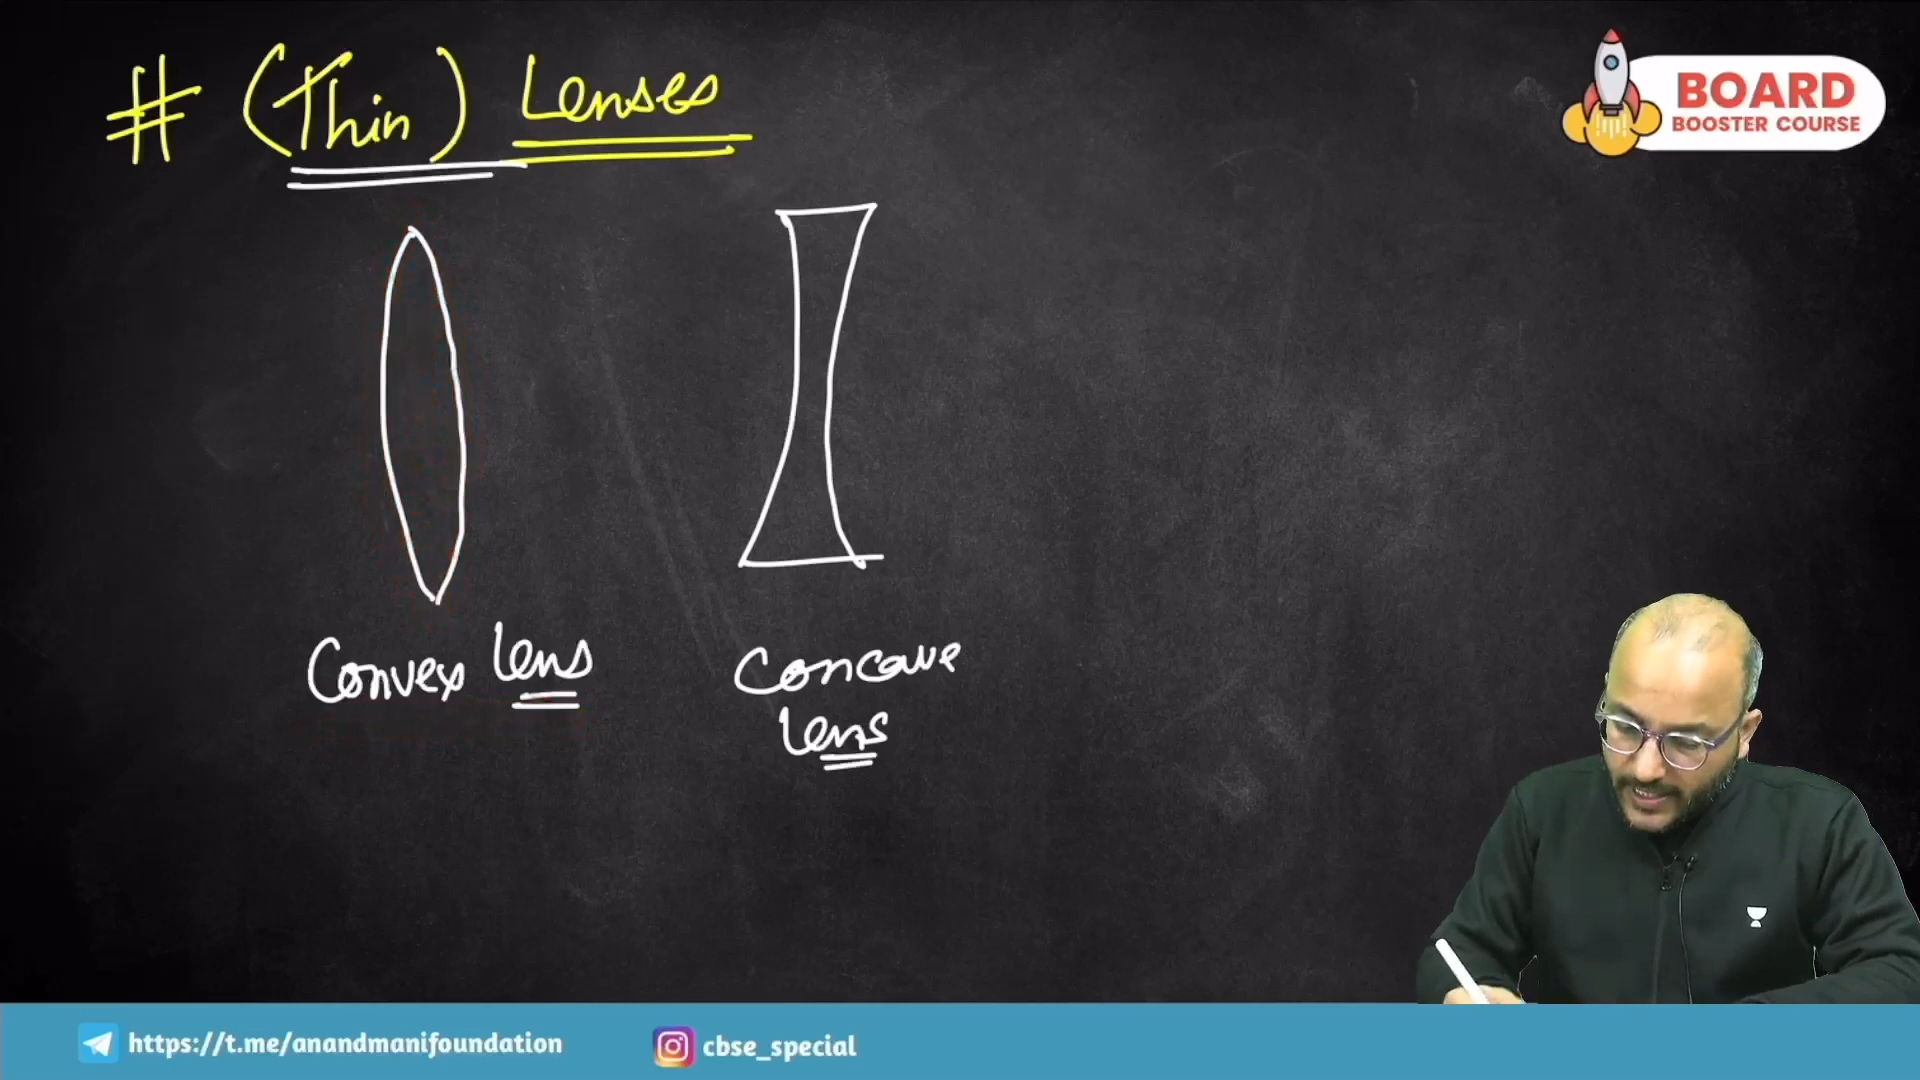 # (Thin) Lenses
BOARD
BOOSTER COURSE
Convex lens
Concave
lens
https://t.me/anandmanifoundation
cbse_special